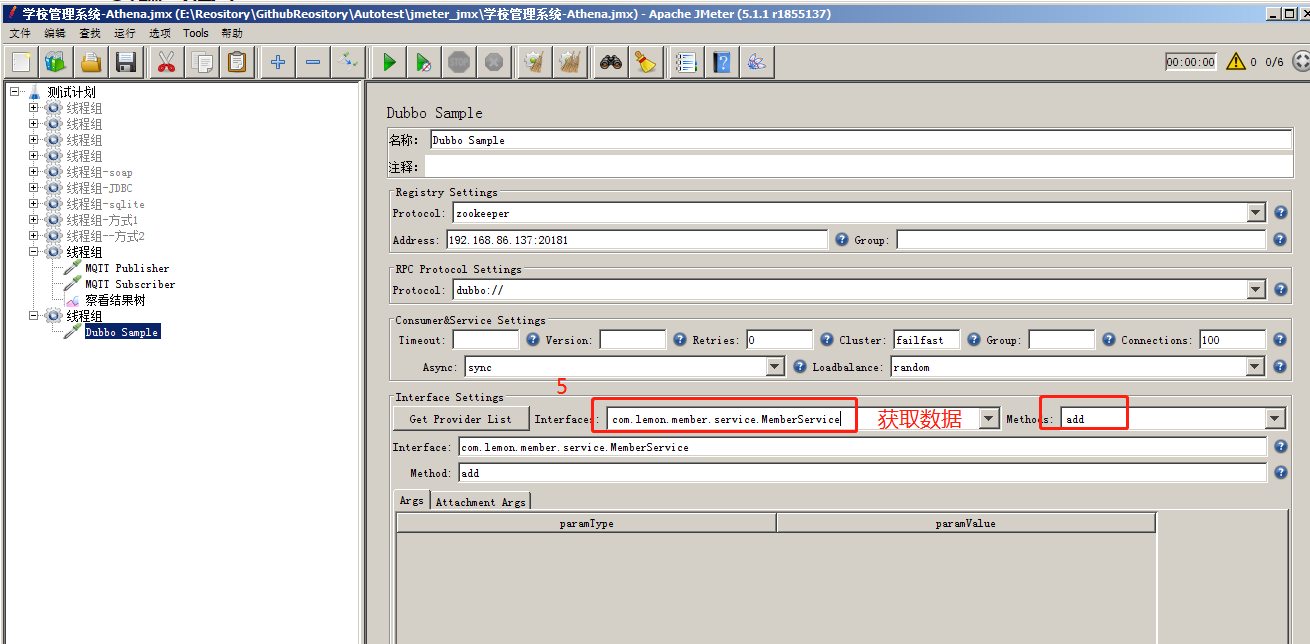 学校管理系统-Athena.jmx (E:\Reository\GithubReository\Autotest\jmeter_jmx\学校管理系统-Athena.jmx) - Apache JMeter (5.1.1 r1855137)
文件 编辑 查找 运行 选项 Tools 帮助
00:00:00 0 0/6
测试计划
线程组
线程组
线程组
线程组
线程组-soap
线程组-JDBC
线程组-sqlite
线程组-方式1
线程组--方式2
线程组
MQTT Publisher
MQTT Subscriber
察看结果树
线程组
Dubbo Sample
Dubbo Sample
名称: Dubbo Sample
注释:
Registry Settings
Protocol: zookeeper
Address: 192.168.86.137:20181 Group:
RPC Protocol Settings
Protocol: dubbo://
Consumer&Service Settings
Timeout: Version: Retries: 0 Cluster: failfast Group: Connections: 100
Async: sync Loadbalance: random
5
Interface Settings
Get Provider List Interfaces: com.lemon.member.service.MemberService 获取数据 Methods: add
Interface: com.lemon.member.service.MemberService
Method: add
Args Attachment Args
paramType paramValue